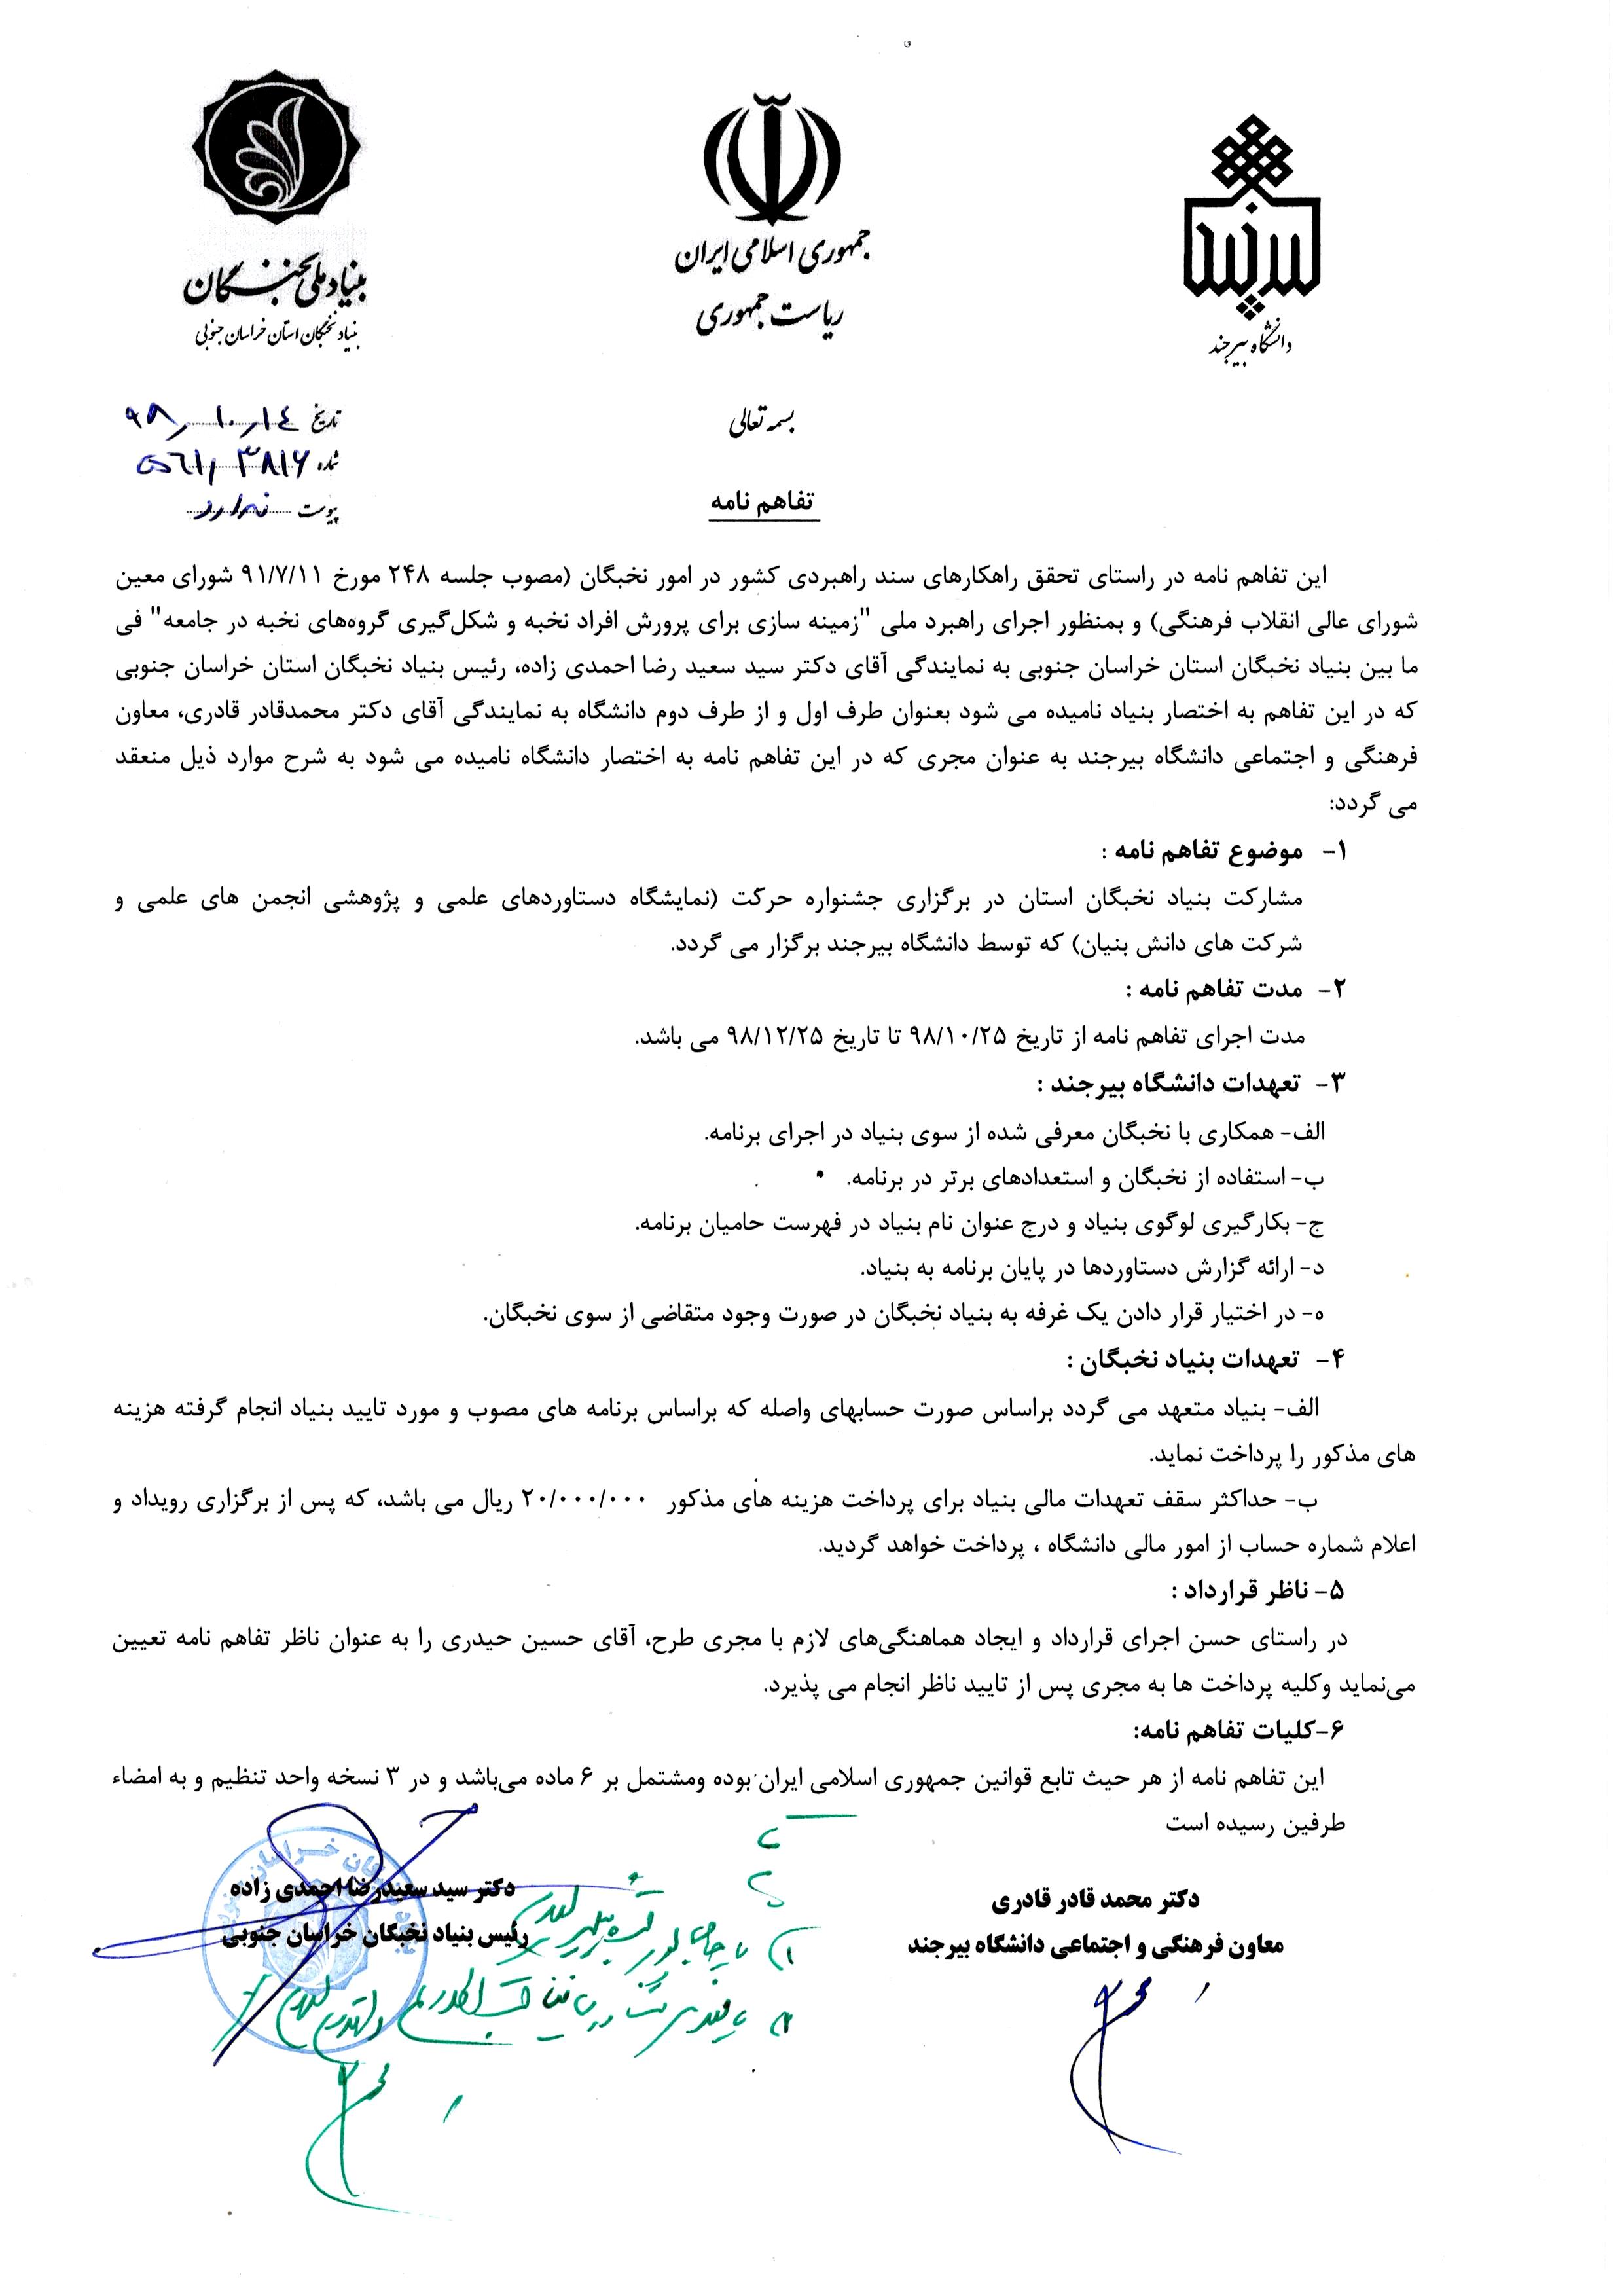 بنیاد ملی نخبگان
بنیاد نخبگان استان خراسان جنوبی
جمهوری اسلامی ایران
ریاست جمهوری
بیرجند
دانشگاه بیرجند
تاریخ ۹۸/۱۰/۱٤
شماره ۳۸۱۶/
پیوست ندارد
بسمه تعالی
تفاهم نامه
این تفاهم نامه در راستای تحقق راهکارهای سند راهبردی کشور در امور نخبگان (مصوب جلسه ۲۴۸ مورخ ۹۱/۷/۱۱ شورای معین
شورای عالی انقلاب فرهنگی) و بمنظور اجرای راهبرد ملی "زمینه سازی برای پرورش افراد نخبه و شکل‌گیری گروه‌های نخبه در جامعه" فی
ما بین بنیاد نخبگان استان خراسان جنوبی به نمایندگی آقای دکتر سید سعید رضا احمدی زاده، رئیس بنیاد نخبگان استان خراسان جنوبی
که در این تفاهم به اختصار بنیاد نامیده می شود بعنوان طرف اول و از طرف دوم دانشگاه به نمایندگی آقای دکتر محمدقادر قادری، معاون
فرهنگی و اجتماعی دانشگاه بیرجند به عنوان مجری که در این تفاهم نامه به اختصار دانشگاه نامیده می شود به شرح موارد ذیل منعقد
می گردد:
۱- موضوع تفاهم نامه :
مشارکت بنیاد نخبگان استان در برگزاری جشنواره حرکت (نمایشگاه دستاوردهای علمی و پژوهشی انجمن های علمی و
شرکت های دانش بنیان) که توسط دانشگاه بیرجند برگزار می گردد.
۲- مدت تفاهم نامه :
مدت اجرای تفاهم نامه از تاریخ ۹۸/۱۰/۲۵ تا تاریخ ۹۸/۱۲/۲۵ می باشد.
۳- تعهدات دانشگاه بیرجند :
الف- همکاری با نخبگان معرفی شده از سوی بنیاد در اجرای برنامه.
ب- استفاده از نخبگان و استعدادهای برتر در برنامه.
ج- بکارگیری لوگوی بنیاد و درج عنوان نام بنیاد در فهرست حامیان برنامه.
د- ارائه گزارش دستاوردها در پایان برنامه به بنیاد.
ه- در اختیار قرار دادن یک غرفه به بنیاد نخبگان در صورت وجود متقاضی از سوی نخبگان.
۴- تعهدات بنیاد نخبگان :
الف- بنیاد متعهد می گردد براساس صورت حسابهای واصله که براساس برنامه های مصوب و مورد تایید بنیاد انجام گرفته هزینه
های مذکور را پرداخت نماید.
ب- حداکثر سقف تعهدات مالی بنیاد برای پرداخت هزینه های مذکور ۲۰/۰۰۰/۰۰۰ ریال می باشد، که پس از برگزاری رویداد و
اعلام شماره حساب از امور مالی دانشگاه ، پرداخت خواهد گردید.
۵- ناظر قرارداد :
در راستای حسن اجرای قرارداد و ایجاد هماهنگی‌های لازم با مجری طرح، آقای حسین حیدری را به عنوان ناظر تفاهم نامه تعیین
می‌نماید وکلیه پرداخت ها به مجری پس از تایید ناظر انجام می پذیرد.
۶-کلیات تفاهم نامه:
این تفاهم نامه از هر حیث تابع قوانین جمهوری اسلامی ایران بوده ومشتمل بر ۶ ماده می‌باشد و در ۳ نسخه واحد تنظیم و به امضاء
طرفین رسیده است
دکتر محمد قادر قادری
معاون فرهنگی و اجتماعی دانشگاه بیرجند
دکتر سید سعیدرضا احمدی زاده
رئیس بنیاد نخبگان خراسان جنوبی